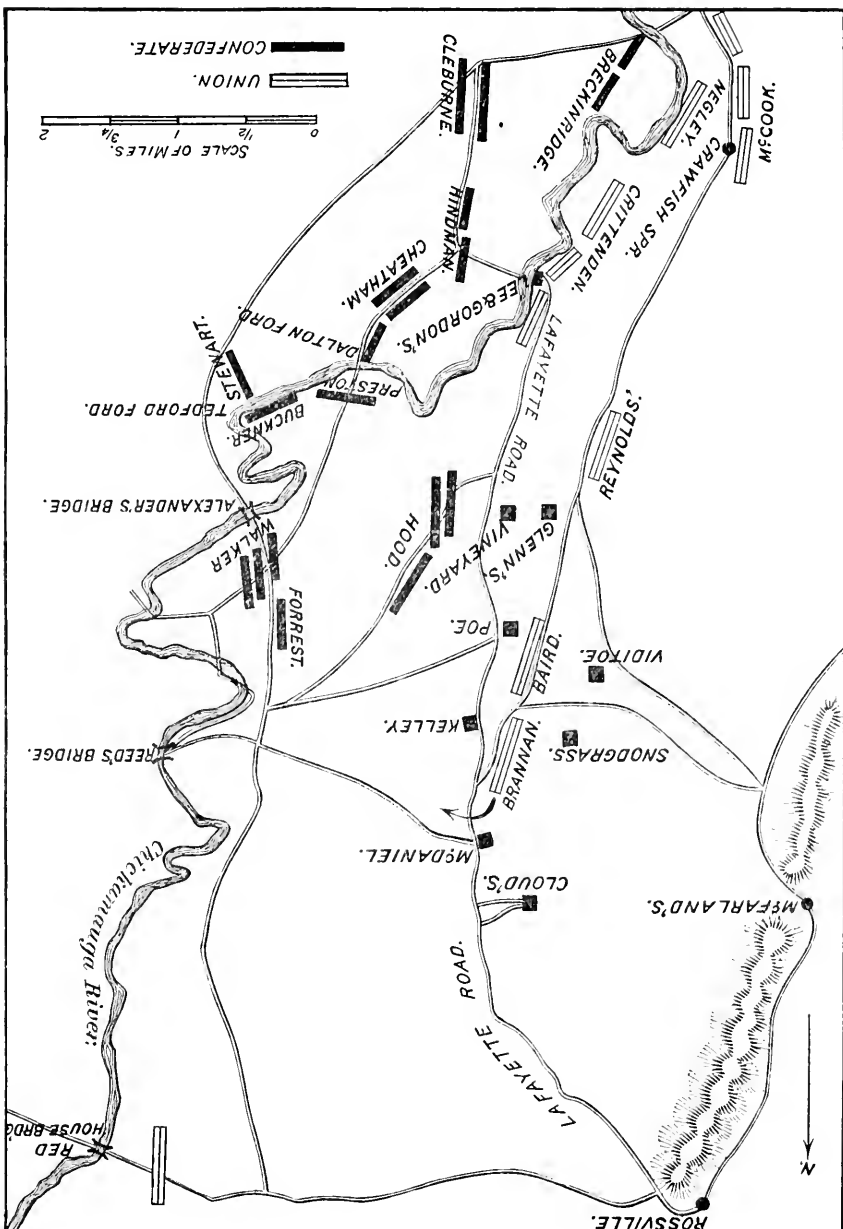 ROSSVILLE.
N.
RED
HOUSE BRDG'
LAFAYETTE ROAD.
Chickamauga River.
McFARLAND'S.
CLOUD'S.
McDANIEL.
REED'S BRIDGE.
SNODGRASS.
BRANNAN.
KELLEY.
VIDITOE.
BAIRD.
POE.
FORREST.
WALKER
GLENN'S.
VINEYARD.
HOOD.
ALEXANDER'S BRIDGE.
REYNOLDS'.
LAFAYETTE ROAD.
BUCKNER.
TEDFORD FORD.
PRESTON
STEWART.
DALTON FORD.
EE&GORDON'S.
CHEATHAM.
HINDMAN.
CRAWFISH SPR.
CRITTENDEN.
McCOOK.
NEGLEY.
BRECKINRIDGE.
CLEBURNE.
SCALE OF MILES.
0 1/2 1 3/4 2
UNION.
CONFEDERATE.